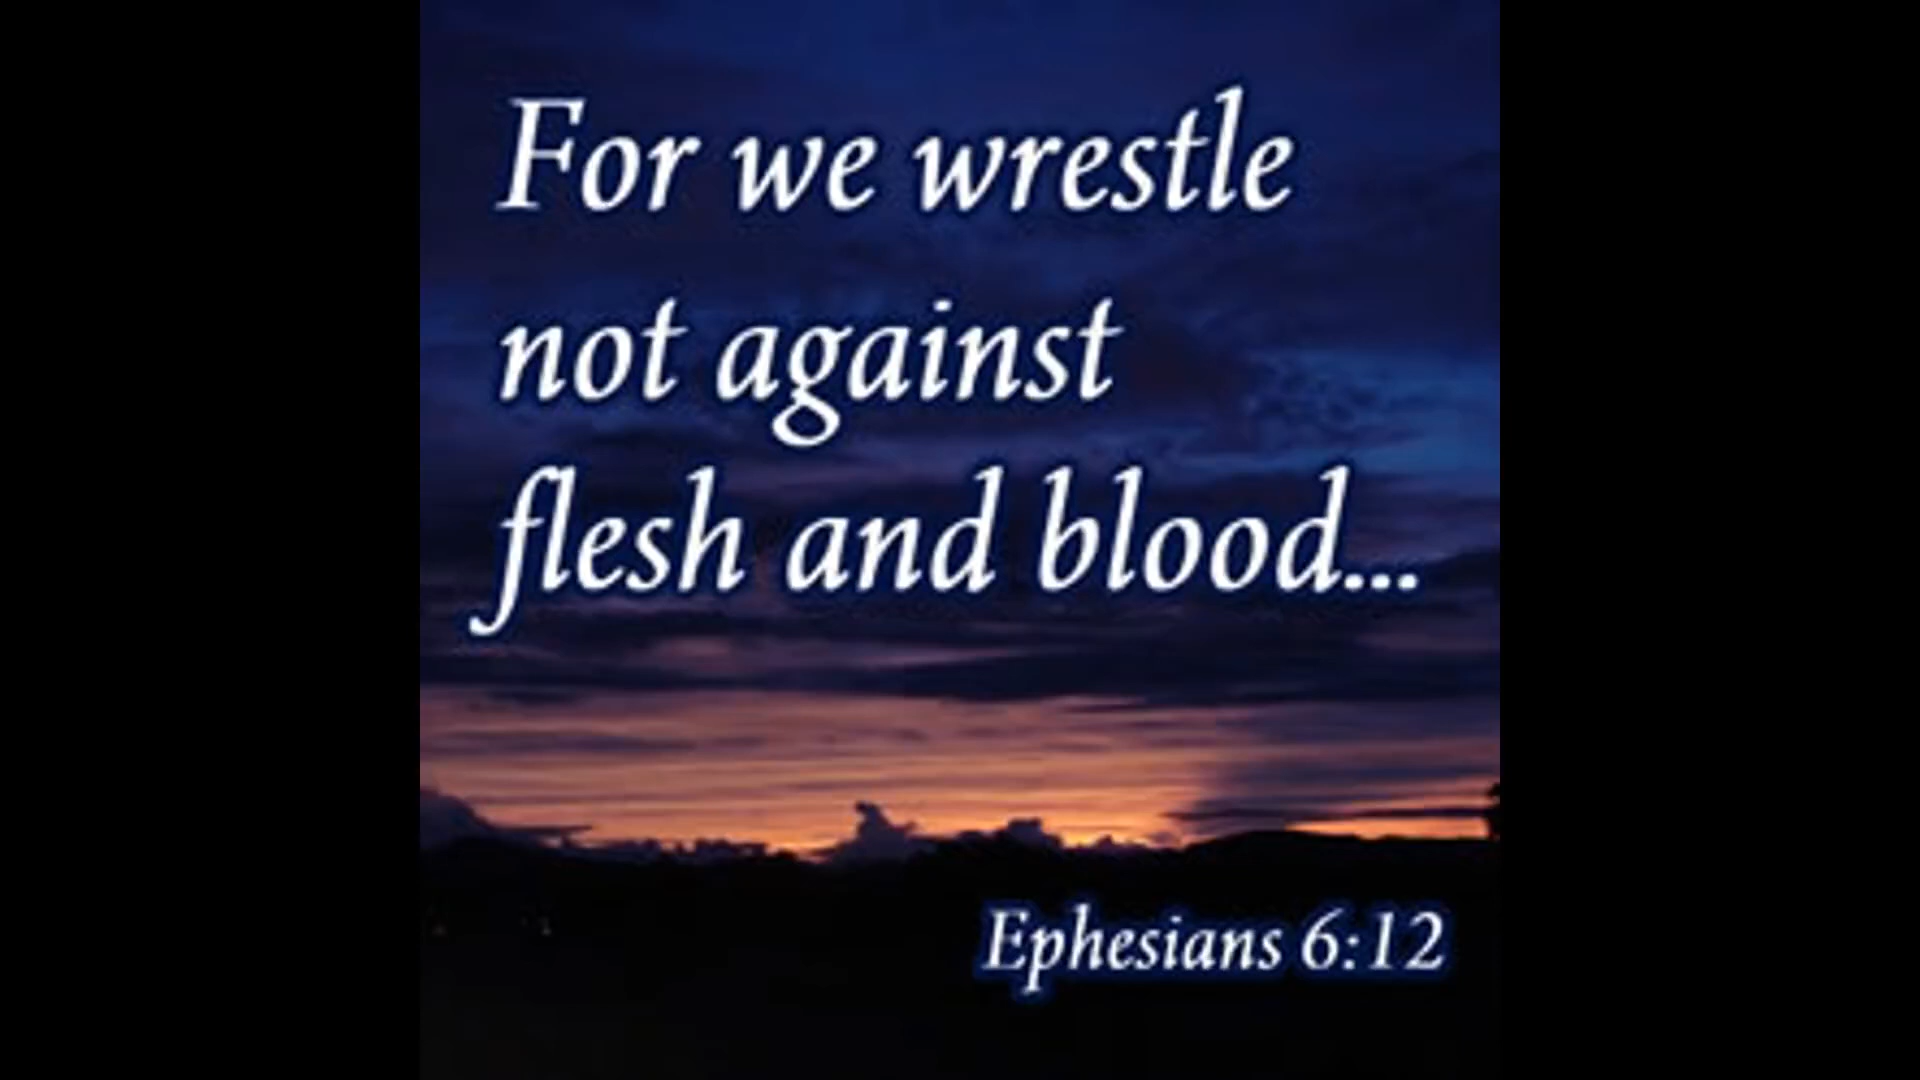 For we wrestle
not against
flesh and blood...
Ephesians 6:12